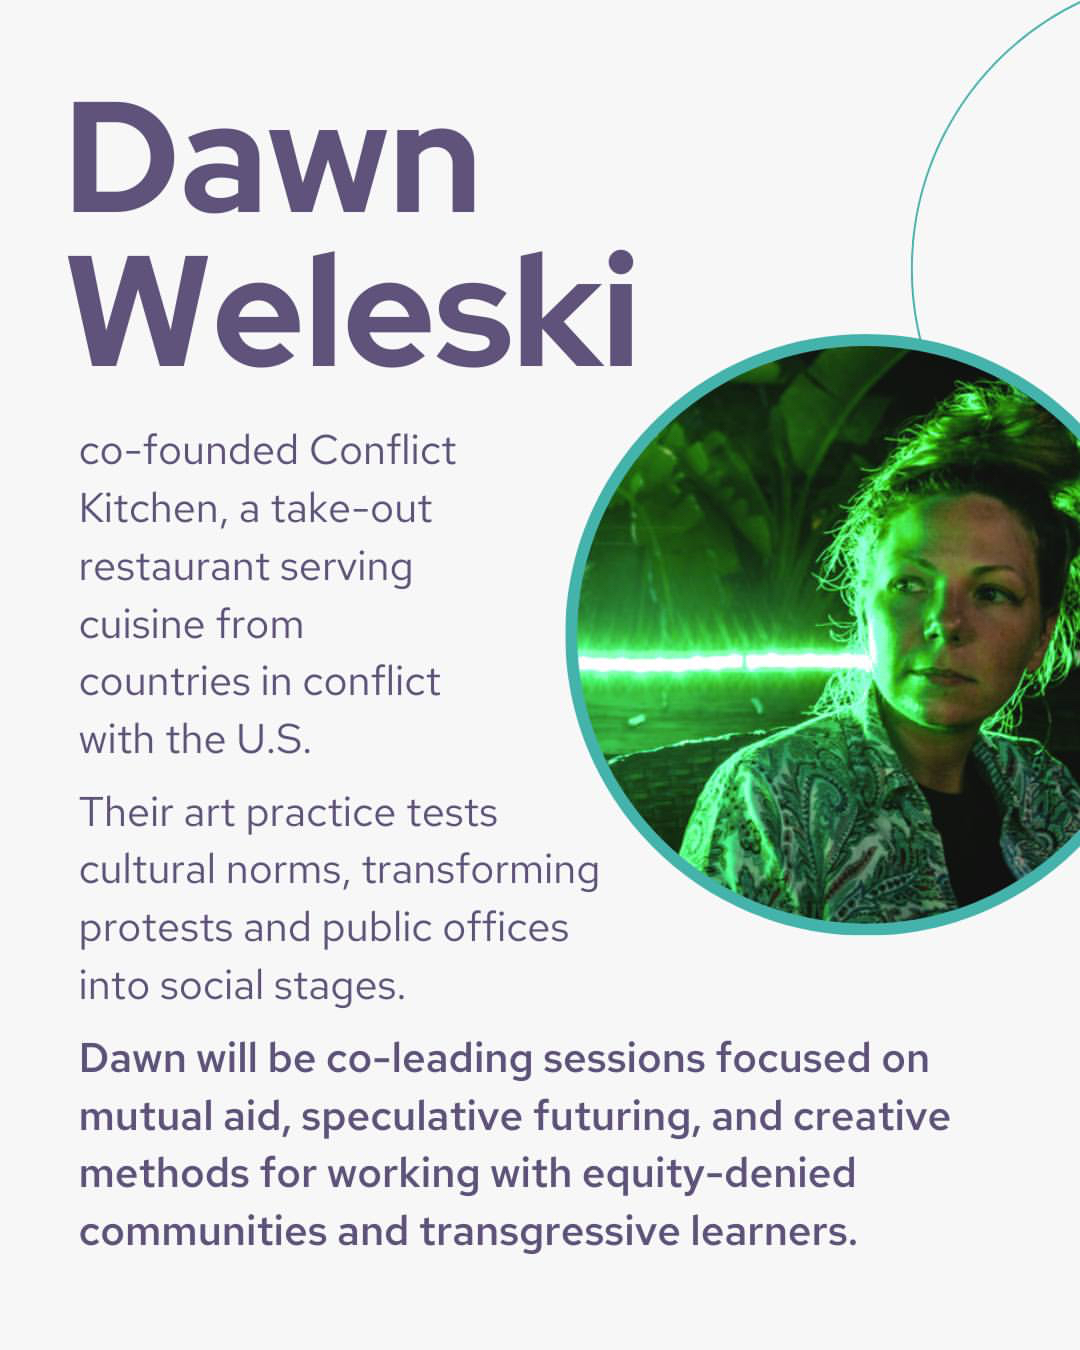 Dawn
Weleski
co-founded Conflict
Kitchen, a take-out
restaurant serving
cuisine from
countries in conflict
with the U.S.
Their art practice tests
cultural norms, transforming
protests and public offices
into social stages.
Dawn will be co-leading sessions focused on
mutual aid, speculative futuring, and creative
methods for working with equity-denied
communities and transgressive learners.